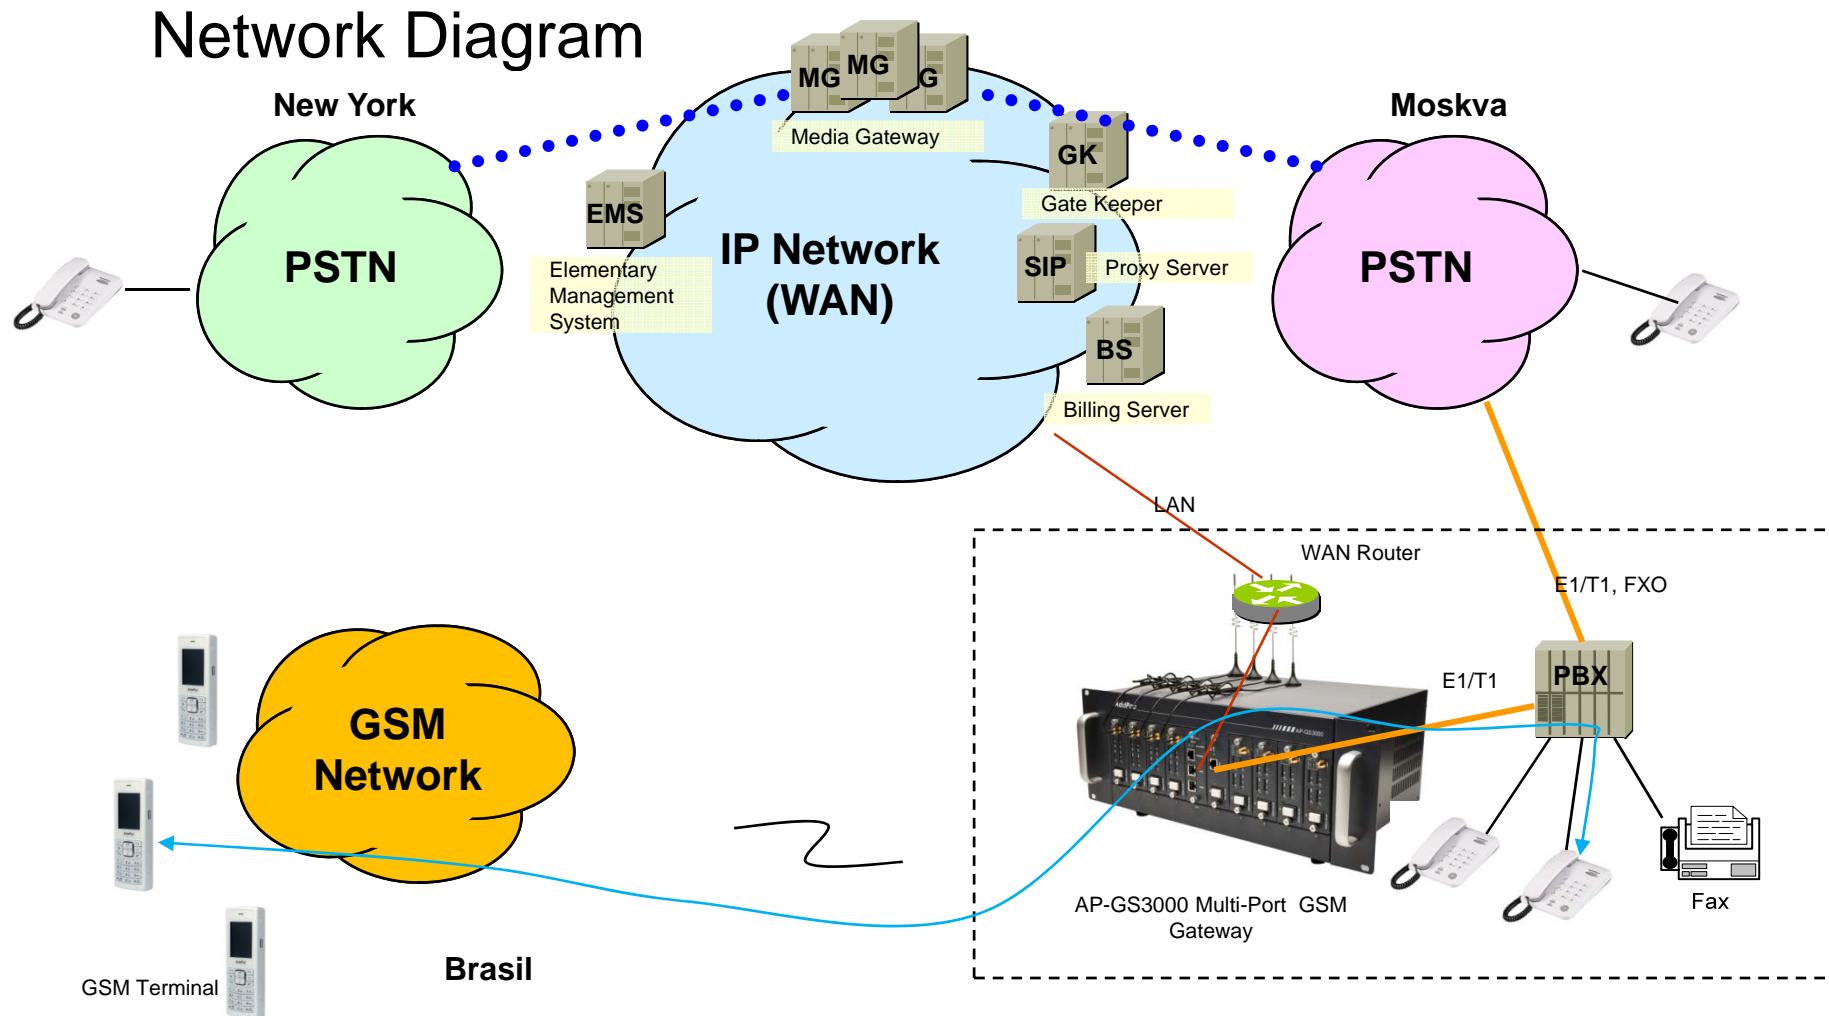 Network Diagram
New York
MG
MG
G
Moskva
Media Gateway
GK
Gate Keeper
EMS
PSTN
IP Network
(WAN)
SIP
Proxy Server
PSTN
Elementary
Management
System
BS
Billing Server
LAN
WAN Router
E1/T1, FXO
PBX
E1/T1
GSM
Network
AP-GS3000
AP-GS3000 Multi-Port GSM
Gateway
Fax
Brasil
GSM Terminal